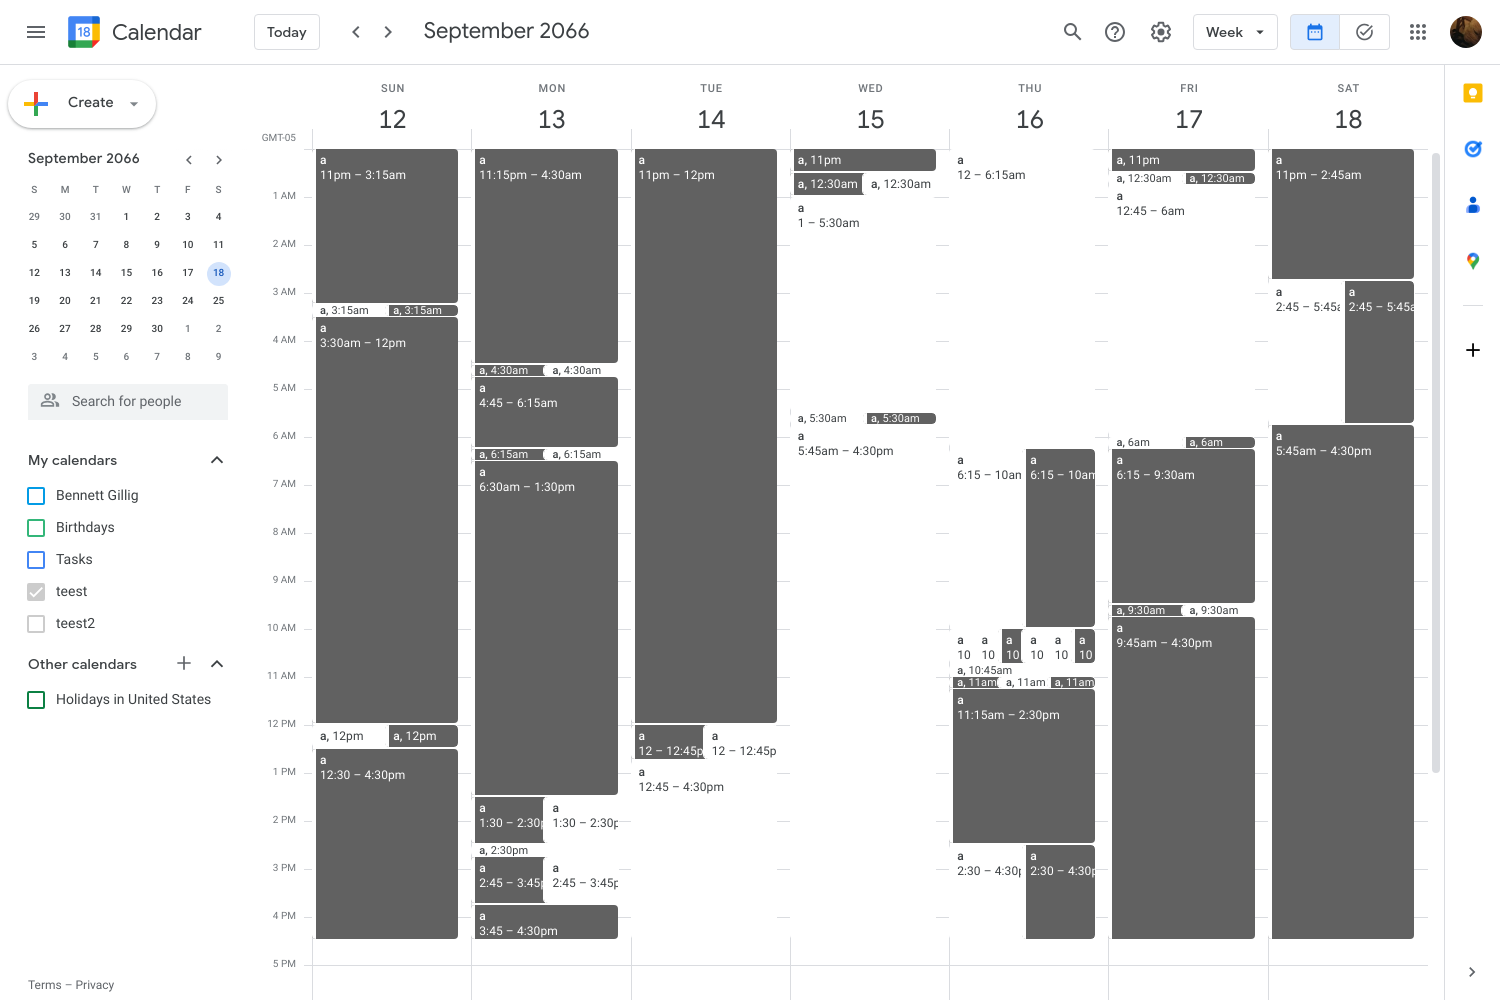 18
Calendar
Today
September 2066
Week
Create
September 2066
S M T W T F S
29 30 31 1 2 3 4
5 6 7 8 9 10 11
12 13 14 15 16 17 18
19 20 21 22 23 24 25
26 27 28 29 30 1 2
3 4 5 6 7 8 9
Search for people
My calendars
Bennett Gillig
Birthdays
Tasks
teest
teest2
Other calendars
Holidays in United States
Terms – Privacy
GMT-05
1 AM
2 AM
3 AM
4 AM
5 AM
6 AM
7 AM
8 AM
9 AM
10 AM
11 AM
12 PM
1 PM
2 PM
3 PM
4 PM
5 PM
SUN
12
a
11pm – 3:15am
a, 3:15am
a, 3:15am
a
3:30am – 12pm
a, 12pm
a, 12pm
a
12:30 – 4:30pm
MON
13
a
11:15pm – 4:30am
a, 4:30am
a, 4:30am
a
4:45 – 6:15am
a, 6:15am
a, 6:15am
a
6:30am – 1:30pm
a
1:30 – 2:30p
a
1:30 – 2:30p
a, 2:30pm
a
2:45 – 3:45p
a
2:45 – 3:45p
a
3:45 – 4:30pm
TUE
14
a
11pm – 12pm
a
12 – 12:45p
a
12 – 12:45p
a
12:45 – 4:30pm
WED
15
a, 11pm
a, 12:30am
a, 12:30am
a
1 – 5:30am
a, 5:30am
a, 5:30am
a
5:45am – 4:30pm
THU
16
a
12 – 6:15am
a
6:15 – 10an
a
6:15 – 10am
a
10
a
10
a
10
a
10
a
10
a
10
a, 10:45am
a, 11am
a, 11am
a, 11am
a
11:15am – 2:30pm
a
2:30 – 4:30p
a
2:30 – 4:30p
FRI
17
a, 11pm
a, 12:30am
a, 12:30am
a
12:45 – 6am
a, 6am
a, 6am
a
6:15 – 9:30am
a, 9:30am
a, 9:30am
a
9:45am – 4:30pm
SAT
18
a
11pm – 2:45am
a
2:45 – 5:45a
a
2:45 – 5:45a
a
5:45am – 4:30pm